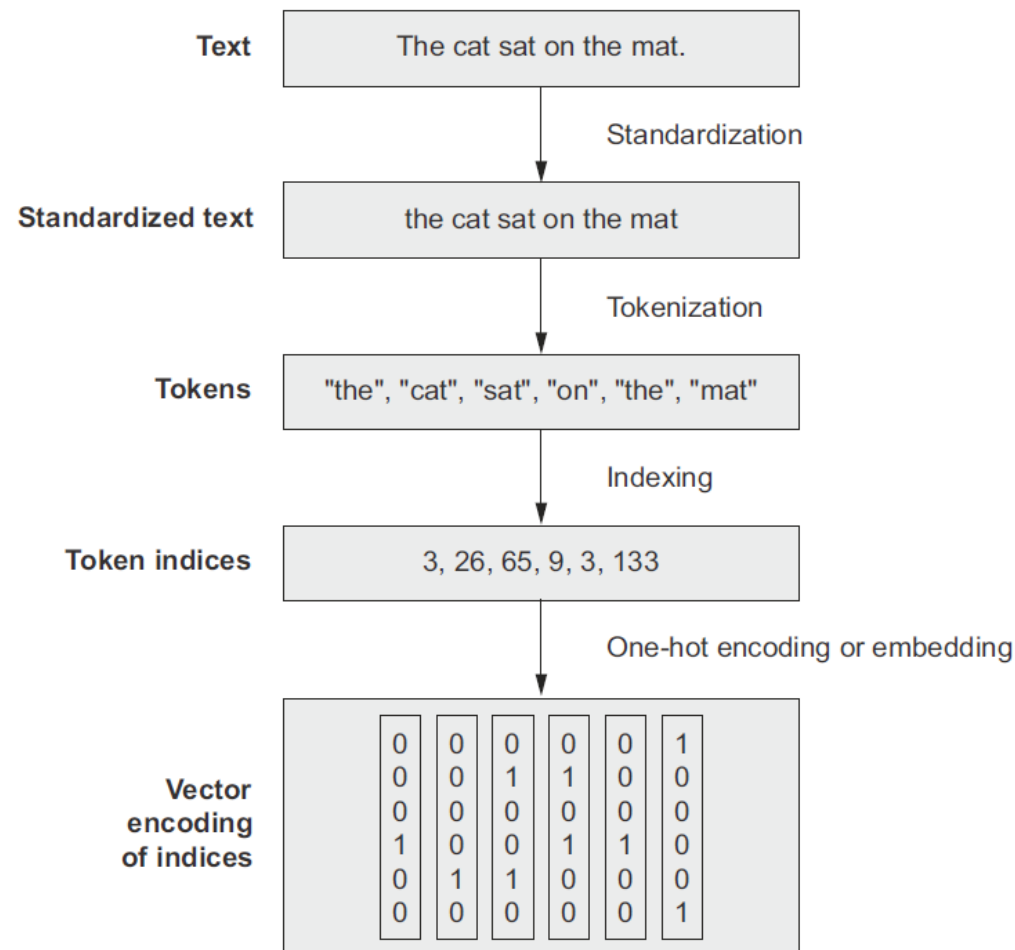 Text
The cat sat on the mat.
Standardization
Standardized text
the cat sat on the mat
Tokenization
Tokens
"the", "cat", "sat", "on", "the", "mat"
Indexing
Token indices
3, 26, 65, 9, 3, 133
One-hot encoding or embedding
Vector
encoding
of indices
0 0 0 0 0 1
0 0 1 1 0 0
0 0 0 0 0 0
1 0 0 1 1 0
0 1 1 0 0 0
0 0 0 0 0 1